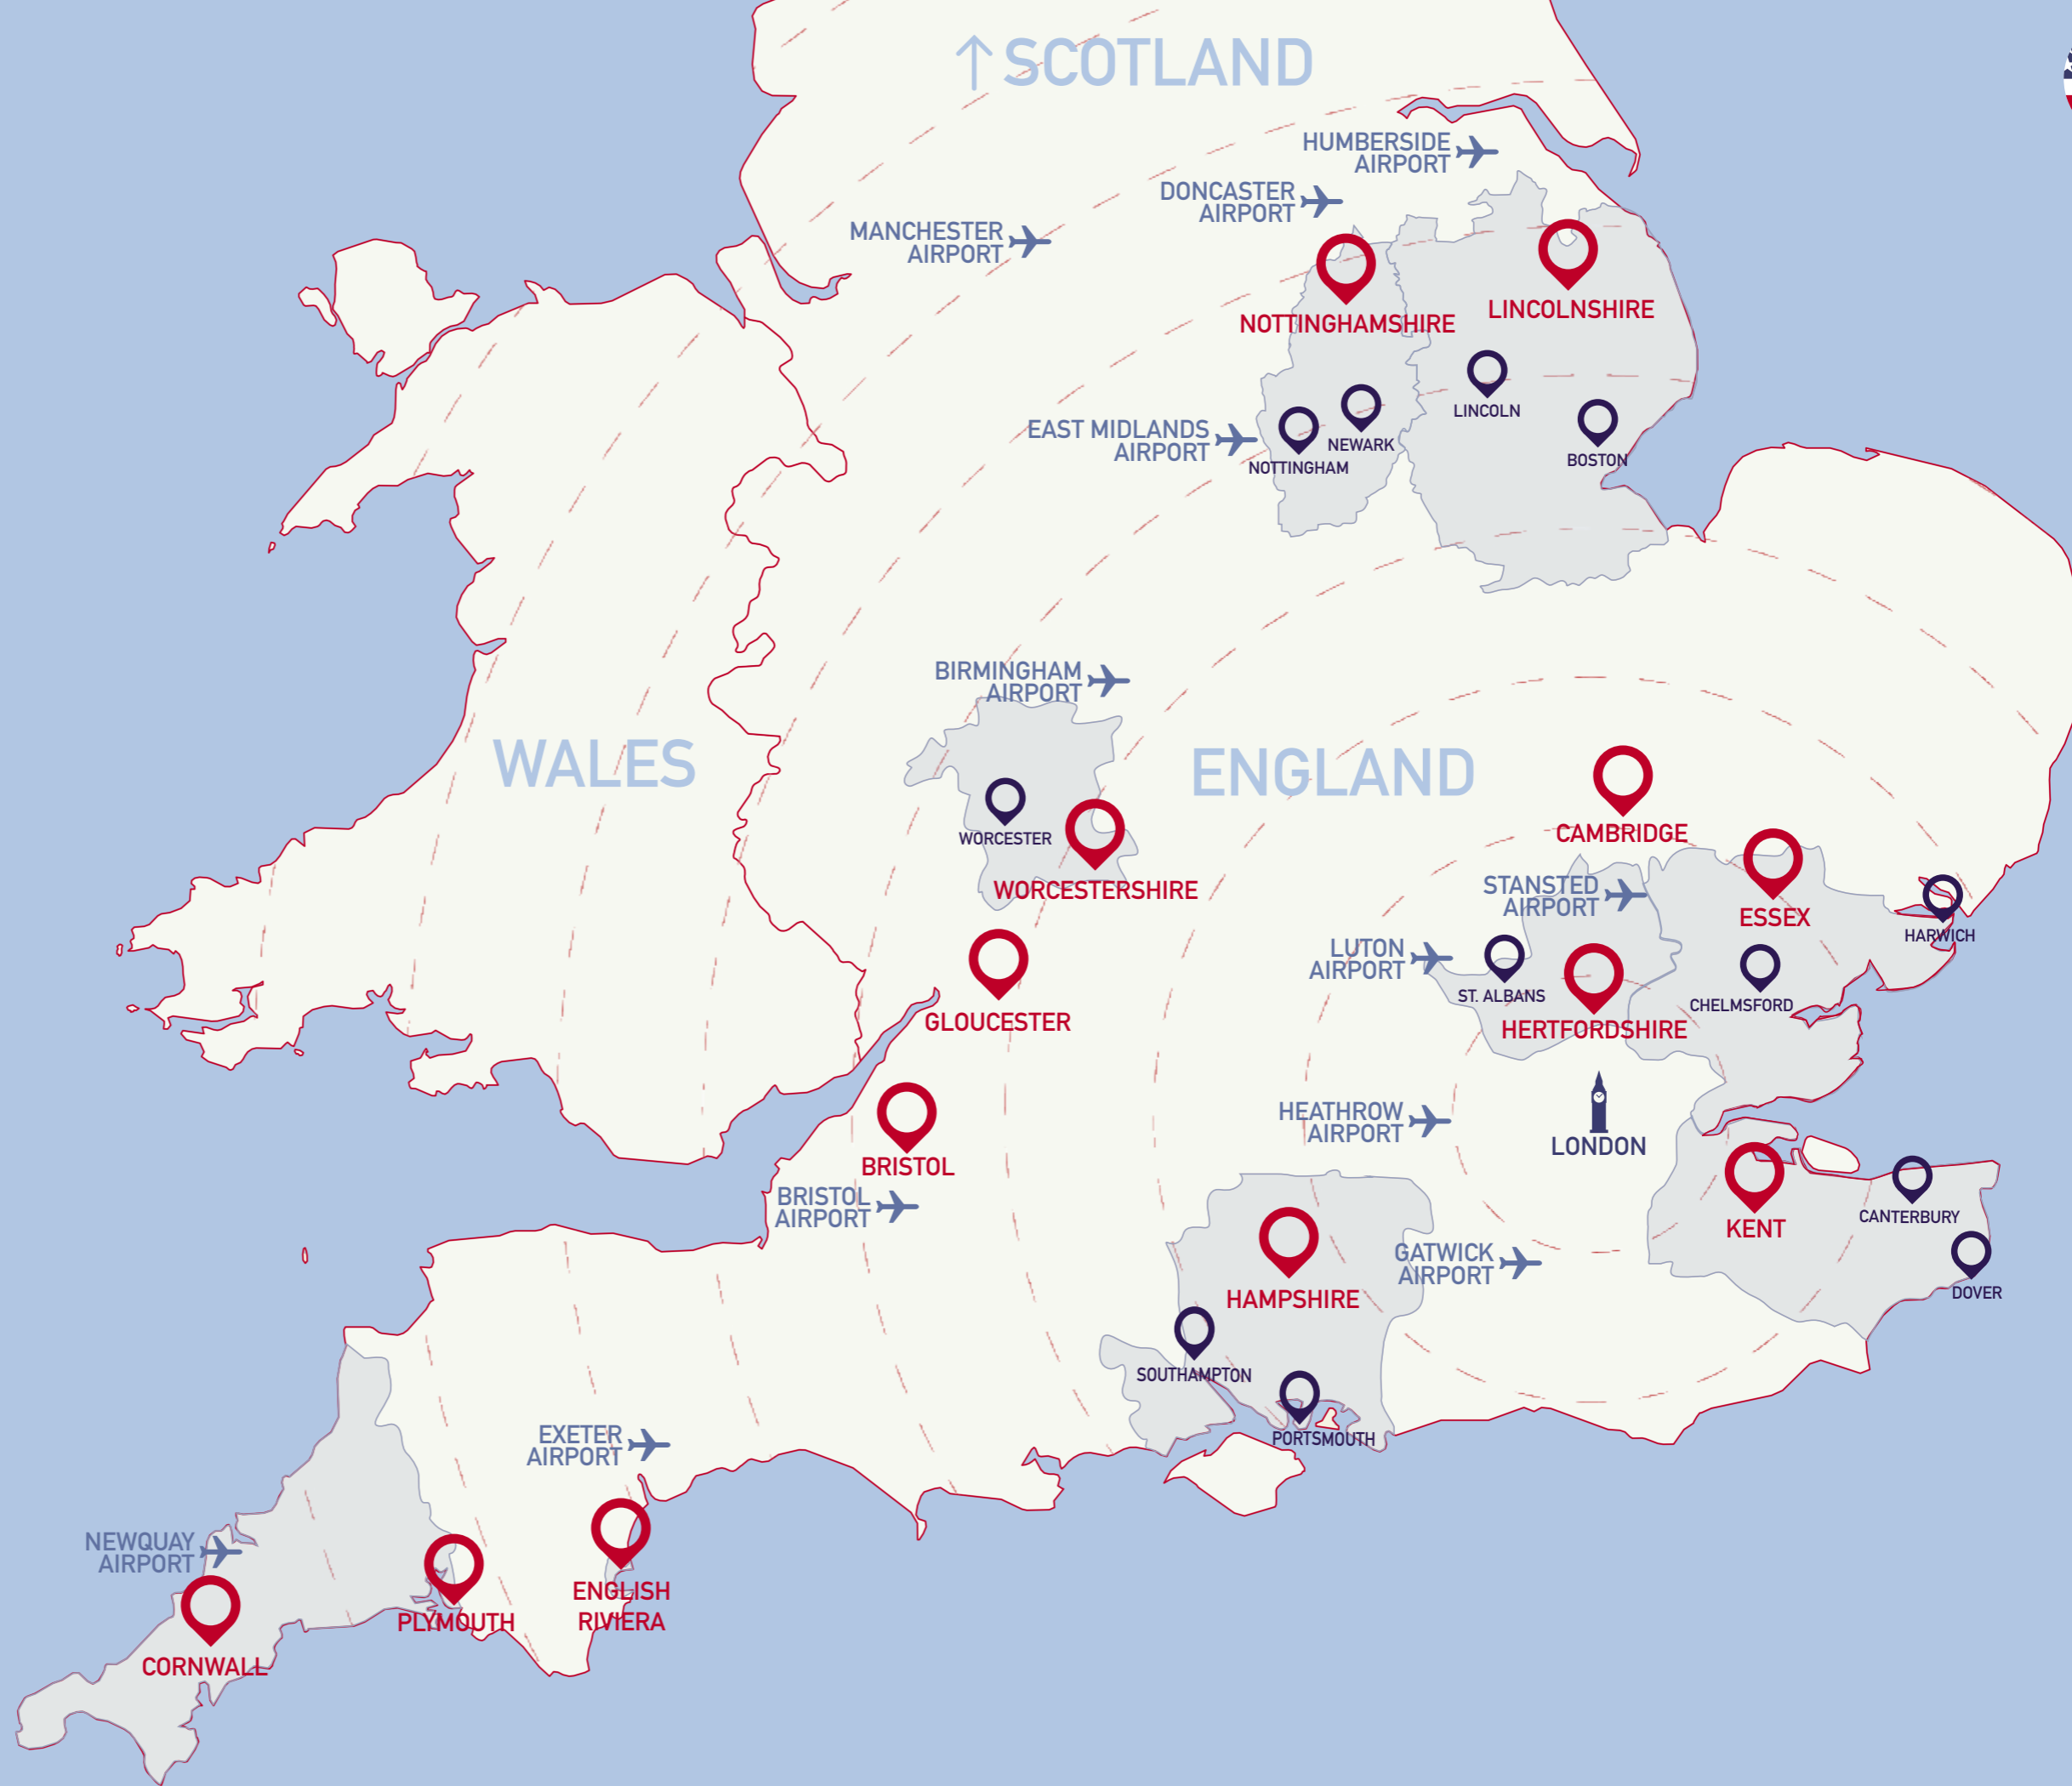 SCOTLAND
HUMBERSIDE
AIRPORT
DONCASTER
AIRPORT
MANCHESTER
AIRPORT
NOTTINGHAMSHIRE
LINCOLNSHIRE
LINCOLN
EAST MIDLANDS
AIRPORT
NEWARK
NOTTINGHAM
BOSTON
BIRMINGHAM
AIRPORT
WALES
ENGLAND
WORCESTER
CAMBRIDGE
WORCESTERSHIRE
STANSTED
AIRPORT
ESSEX
HARWICH
LUTON
AIRPORT
ST. ALBANS
CHELMSFORD
GLOUCESTER
HERTFORDSHIRE
HEATHROW
AIRPORT
LONDON
BRISTOL
BRISTOL
AIRPORT
KENT
CANTERBURY
GATWICK
AIRPORT
DOVER
HAMPSHIRE
SOUTHAMPTON
PORTSMOUTH
EXETER
AIRPORT
NEWQUAY
AIRPORT
ENGLISH
RIVIERA
PLYMOUTH
CORNWALL